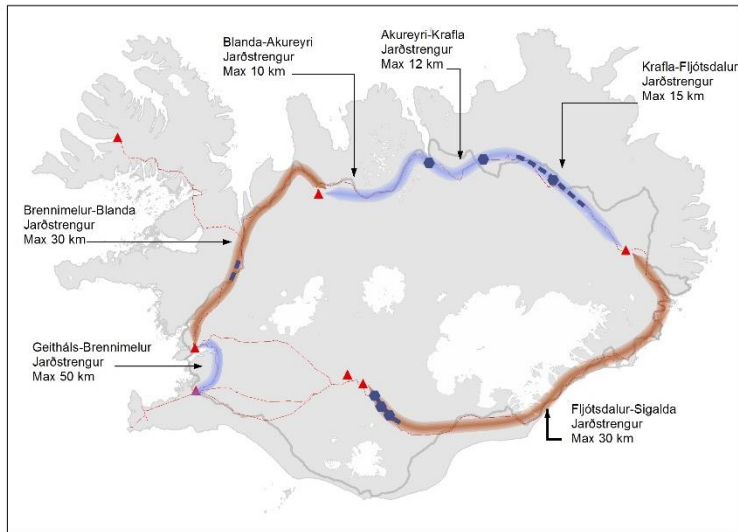 Blanda-Akureyri
Jarðstrengur
Max 10 km
Akureyri-Krafla
Jarðstrengur
Max 12 km
Krafla-Fljótsdalur
Jarðstrengur
Max 15 km
Brennimelur-Blanda
Jarðstrengur
Max 30 km
Geitháls-Brennimelur
Jarðstrengur
Max 50 km
Fljótsdalur-Sigalda
Jarðstrengur
Max 30 km